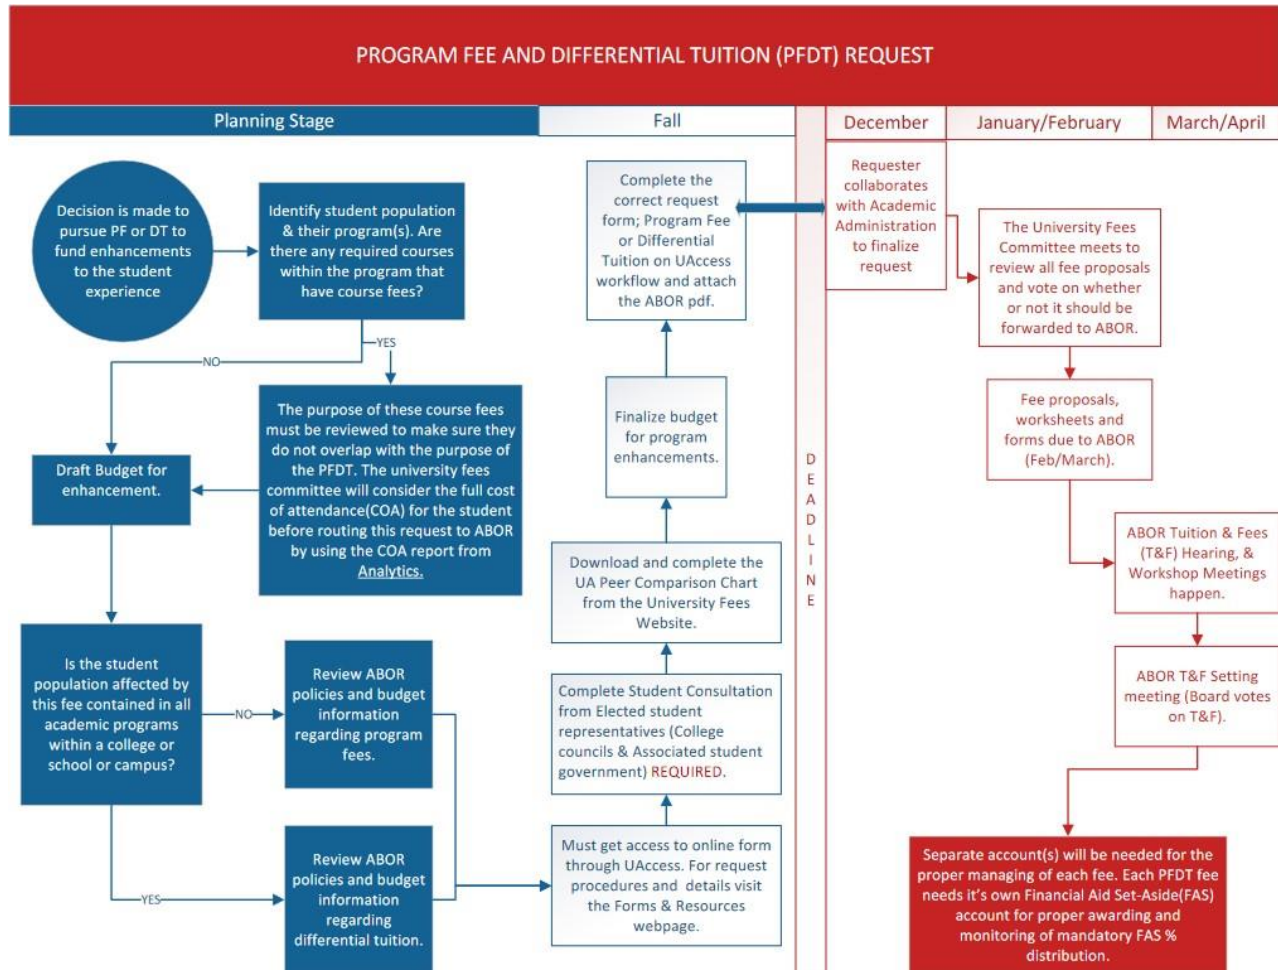 PROGRAM FEE AND DIFFERENTIAL TUITION (PFDT) REQUEST
Planning Stage
Fall
December
January/February
March/April
Decision is made to
pursue PF or DT to
fund enhancements
to the student
experience
Identify student population
& their program(s). Are
there any required courses
within the program that
have course fees?
NO
YES
The purpose of these course fees
must be reviewed to make sure they
do not overlap with the purpose of
the PFDT. The university fees
committee will consider the full cost
of attendance(COA) for the student
before routing this request to ABOR
by using the COA report from
Analytics.
Draft Budget for
enhancement.
Is the student
population affected by
this fee contained in all
academic programs
within a college or
school or campus?
NO
Review ABOR
policies and budget
information
regarding program
fees.
YES
Review ABOR
policies and budget
information
regarding
differential tuition.
Must get access to online form
through UAccess. For request
procedures and details visit
the Forms & Resources
webpage.
Complete Student Consultation
from Elected student
representatives (College
councils & Associated student
government) REQUIRED.
Download and complete the
UA Peer Comparison Chart
from the University Fees
Website.
Finalize budget
for program
enhancements.
Complete the
correct request
form; Program Fee
or Differential
Tuition on UAccess
workflow and attach
the ABOR pdf.
DEADLINE
Requester
collaborates
with Academic
Administration
to finalize
request
The University Fees
Committee meets to
review all fee proposals
and vote on whether
or not it should be
forwarded to ABOR.
Fee proposals,
worksheets and
forms due to ABOR
(Feb/March).
ABOR Tuition & Fees
(T&F) Hearing, &
Workshop Meetings
happen.
ABOR T&F Setting
meeting (Board votes
on T&F).
Separate account(s) will be needed for the
proper managing of each fee. Each PFDT fee
needs it's own Financial Aid Set-Aside(FAS)
account for proper awarding and
monitoring of mandatory FAS %
distribution.